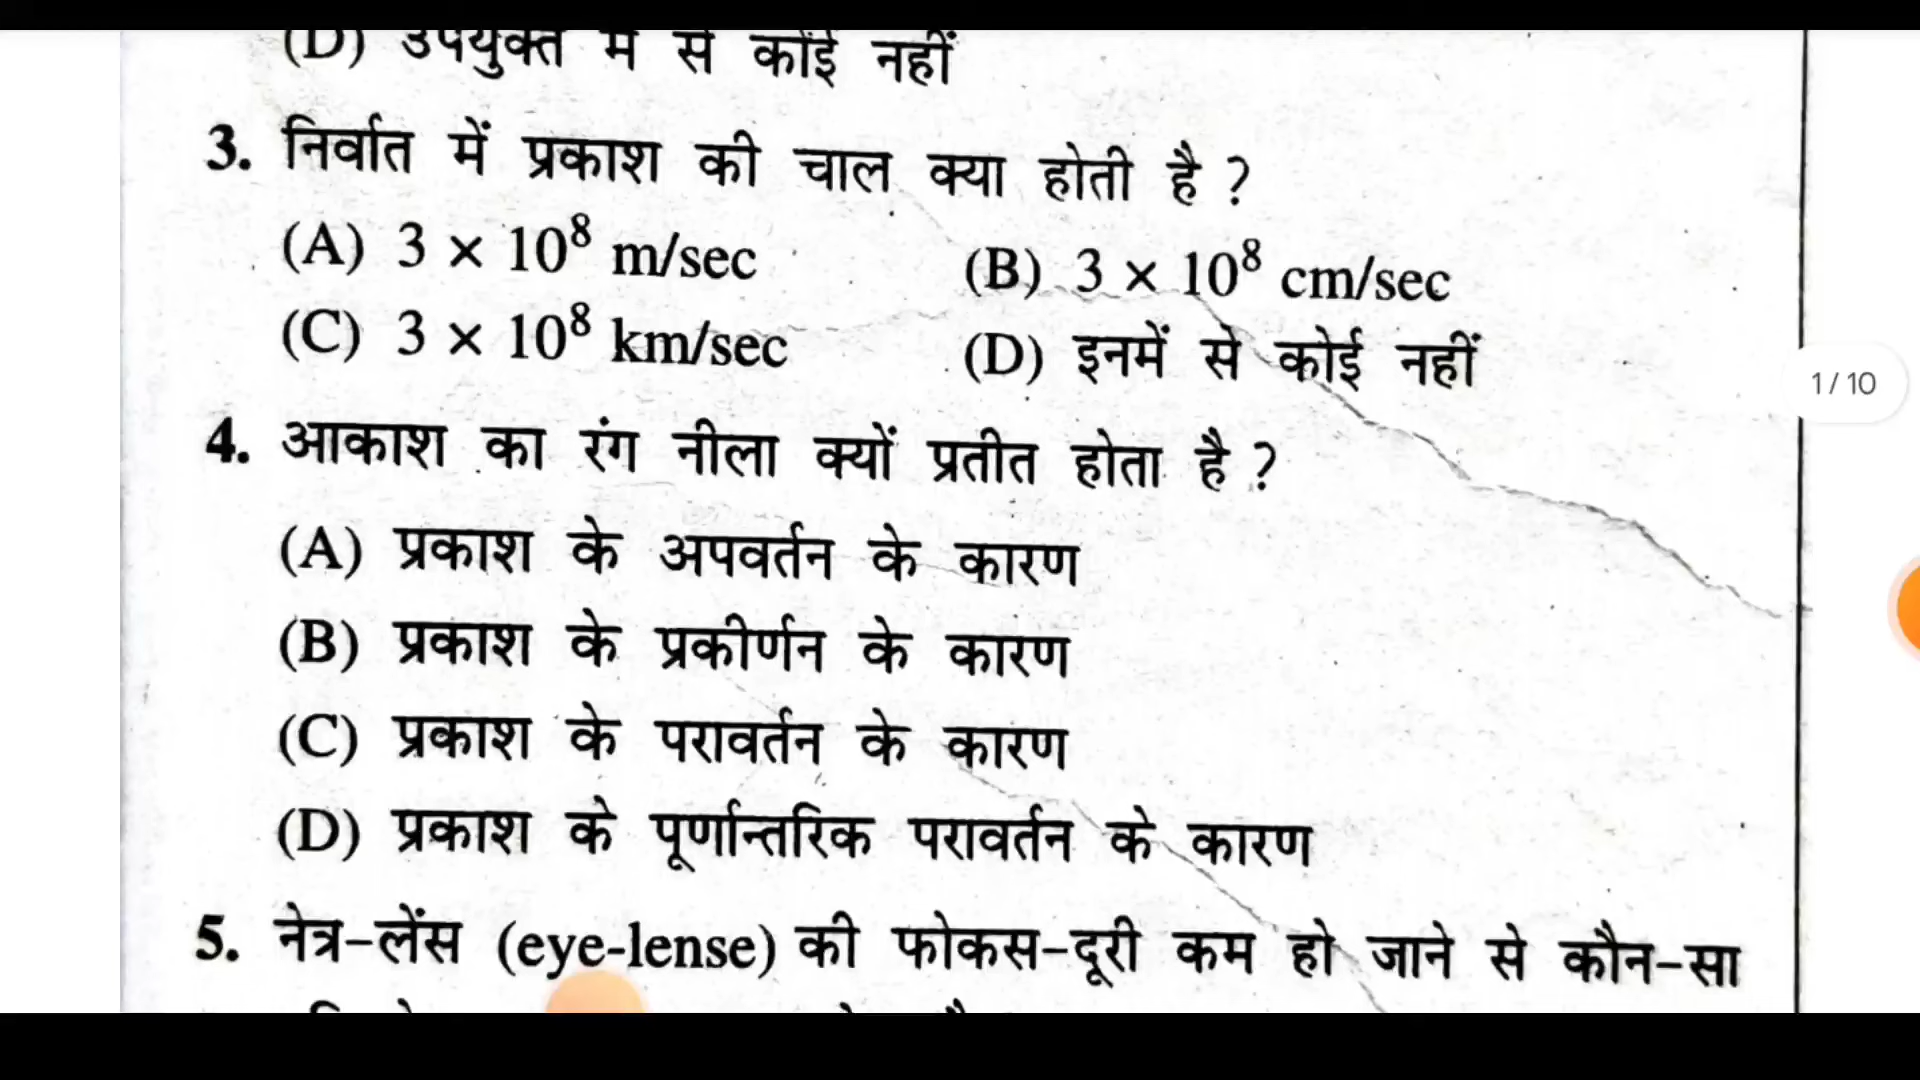 (D) उपर्युक्त में से कोई नहीं
3. निर्वात में प्रकाश की चाल क्या होती है ?
(A) 3 × 10⁸ m/sec (B) 3 × 10⁸ cm/sec
(C) 3 × 10⁸ km/sec (D) इनमें से कोई नहीं
1 / 10
4. आकाश का रंग नीला क्यों प्रतीत होता है ?
(A) प्रकाश के अपवर्तन के कारण
(B) प्रकाश के प्रकीर्णन के कारण
(C) प्रकाश के परावर्तन के कारण
(D) प्रकाश के पूर्णान्तरिक परावर्तन के कारण
5. नेत्र-लेंस (eye-lense) की फोकस-दूरी कम हो जाने से कौन-सा